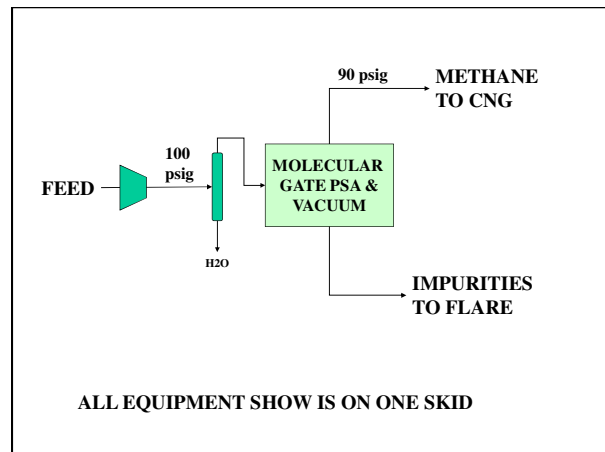 90 psig
METHANE
TO CNG
100
psig
MOLECULAR
GATE PSA &
VACUUM
FEED
H2O
IMPURITIES
TO FLARE
ALL EQUIPMENT SHOW IS ON ONE SKID